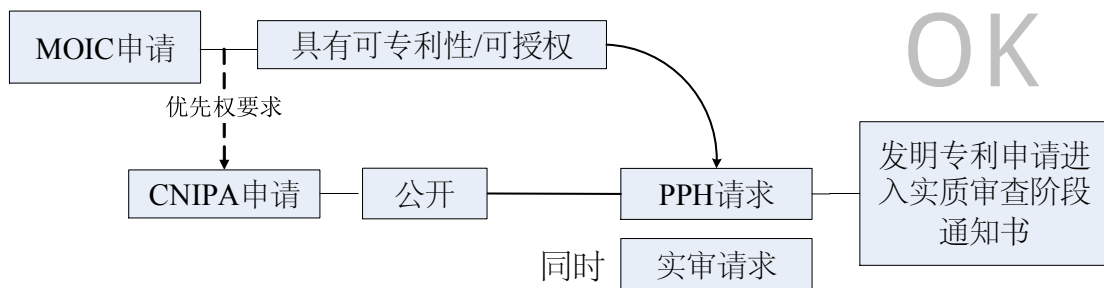 MOIC申请
具有可专利性/可授权
OK
优先权要求
CNIPA申请
公开
PPH请求
发明专利申请进
入实质审查阶段
通知书
同时
实审请求